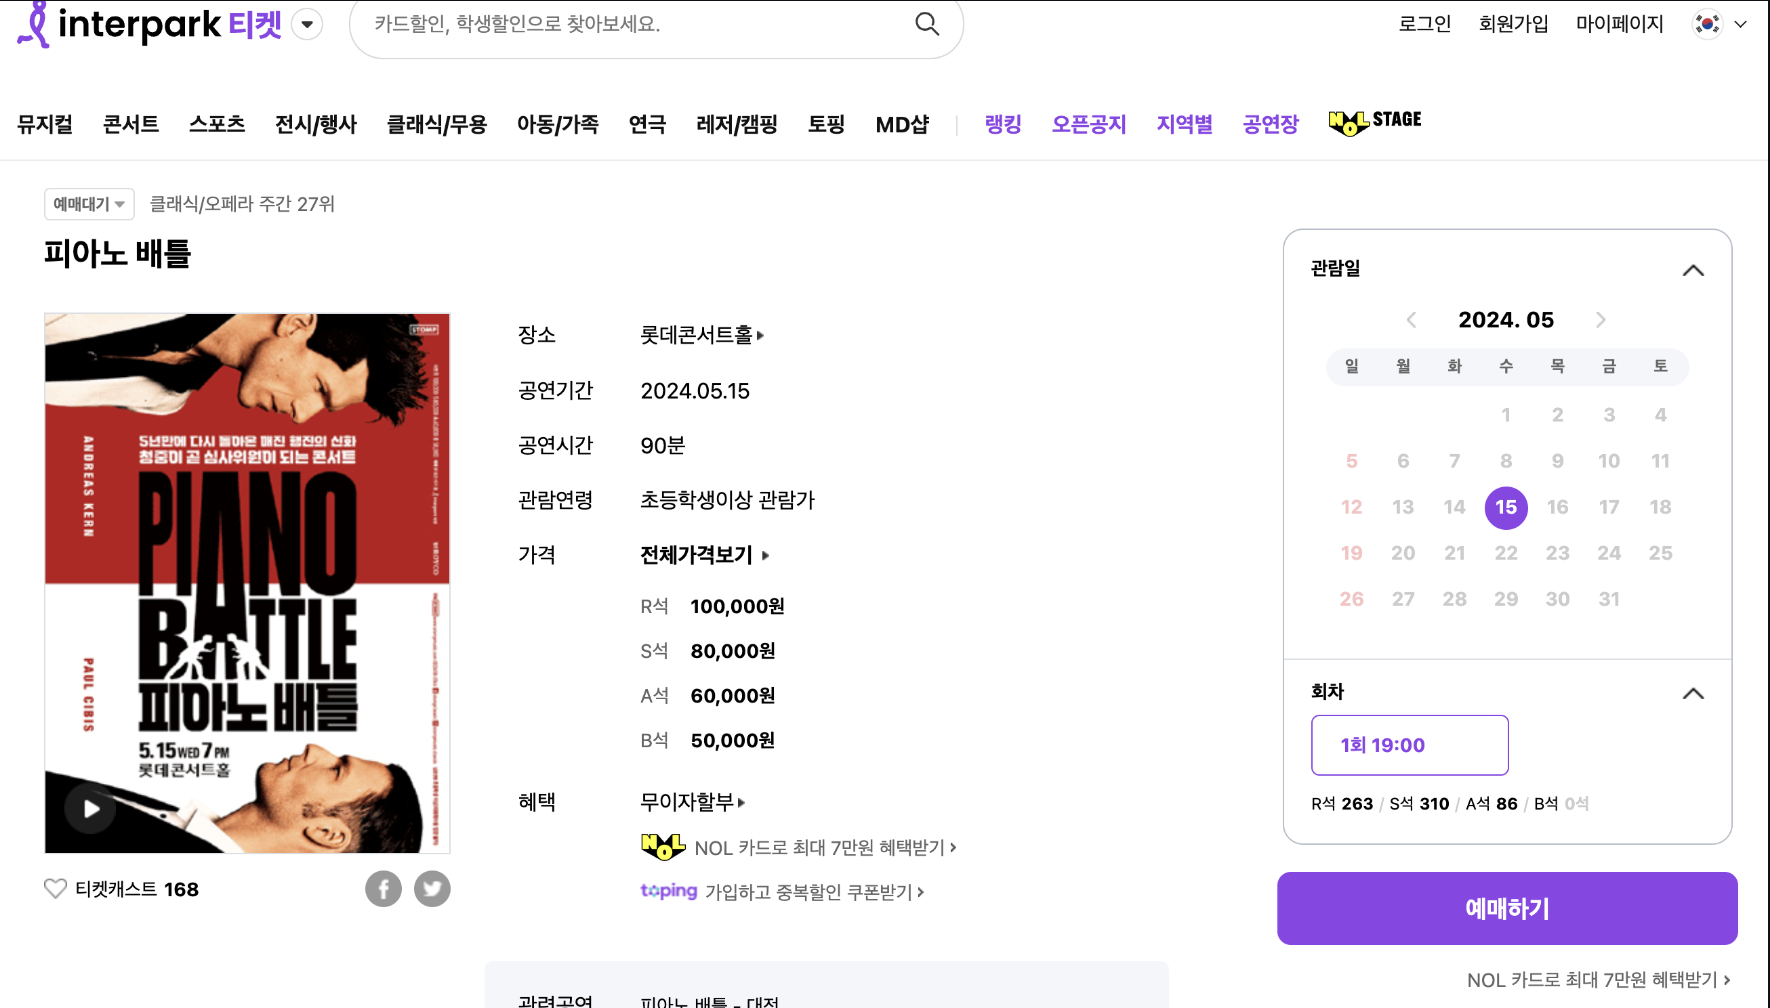 interpark 티켓
카드할인, 학생할인으로 찾아보세요.
로그인 회원가입 마이페이지
뮤지컬 콘서트 스포츠 전시/행사 클래식/무용 아동/가족 연극 레저/캠핑 토핑 MD샵 랭킹 오픈공지 지역별 공연장 NOL STAGE
예매대기 클래식/오페라 주간 27위
피아노 배틀
STOMP
ANDREAS KERN
5년만에 다시 돌아온 매진 행진의 신화
청중이 곧 심사위원이 되는 콘서트
PIANO
BATTLE
피아노 배틀
PAUL CIBIS
5.15 WED 7 PM
롯데콘서트홀
티켓캐스트 168
장소 롯데콘서트홀
공연기간 2024.05.15
공연시간 90분
관람연령 초등학생이상 관람가
가격 전체가격보기
R석 100,000원
S석 80,000원
A석 60,000원
B석 50,000원
혜택 무이자할부
NOL NOL 카드로 최대 7만원 혜택받기
toping 가입하고 중복할인 쿠폰받기
관련공연 피아노 배틀 - 대전
관람일
2024. 05
일 월 화 수 목 금 토
1 2 3 4
5 6 7 8 9 10 11
12 13 14 15 16 17 18
19 20 21 22 23 24 25
26 27 28 29 30 31
회차
1회 19:00
R석 263 / S석 310 / A석 86 / B석 0석
예매하기
NOL 카드로 최대 7만원 혜택받기